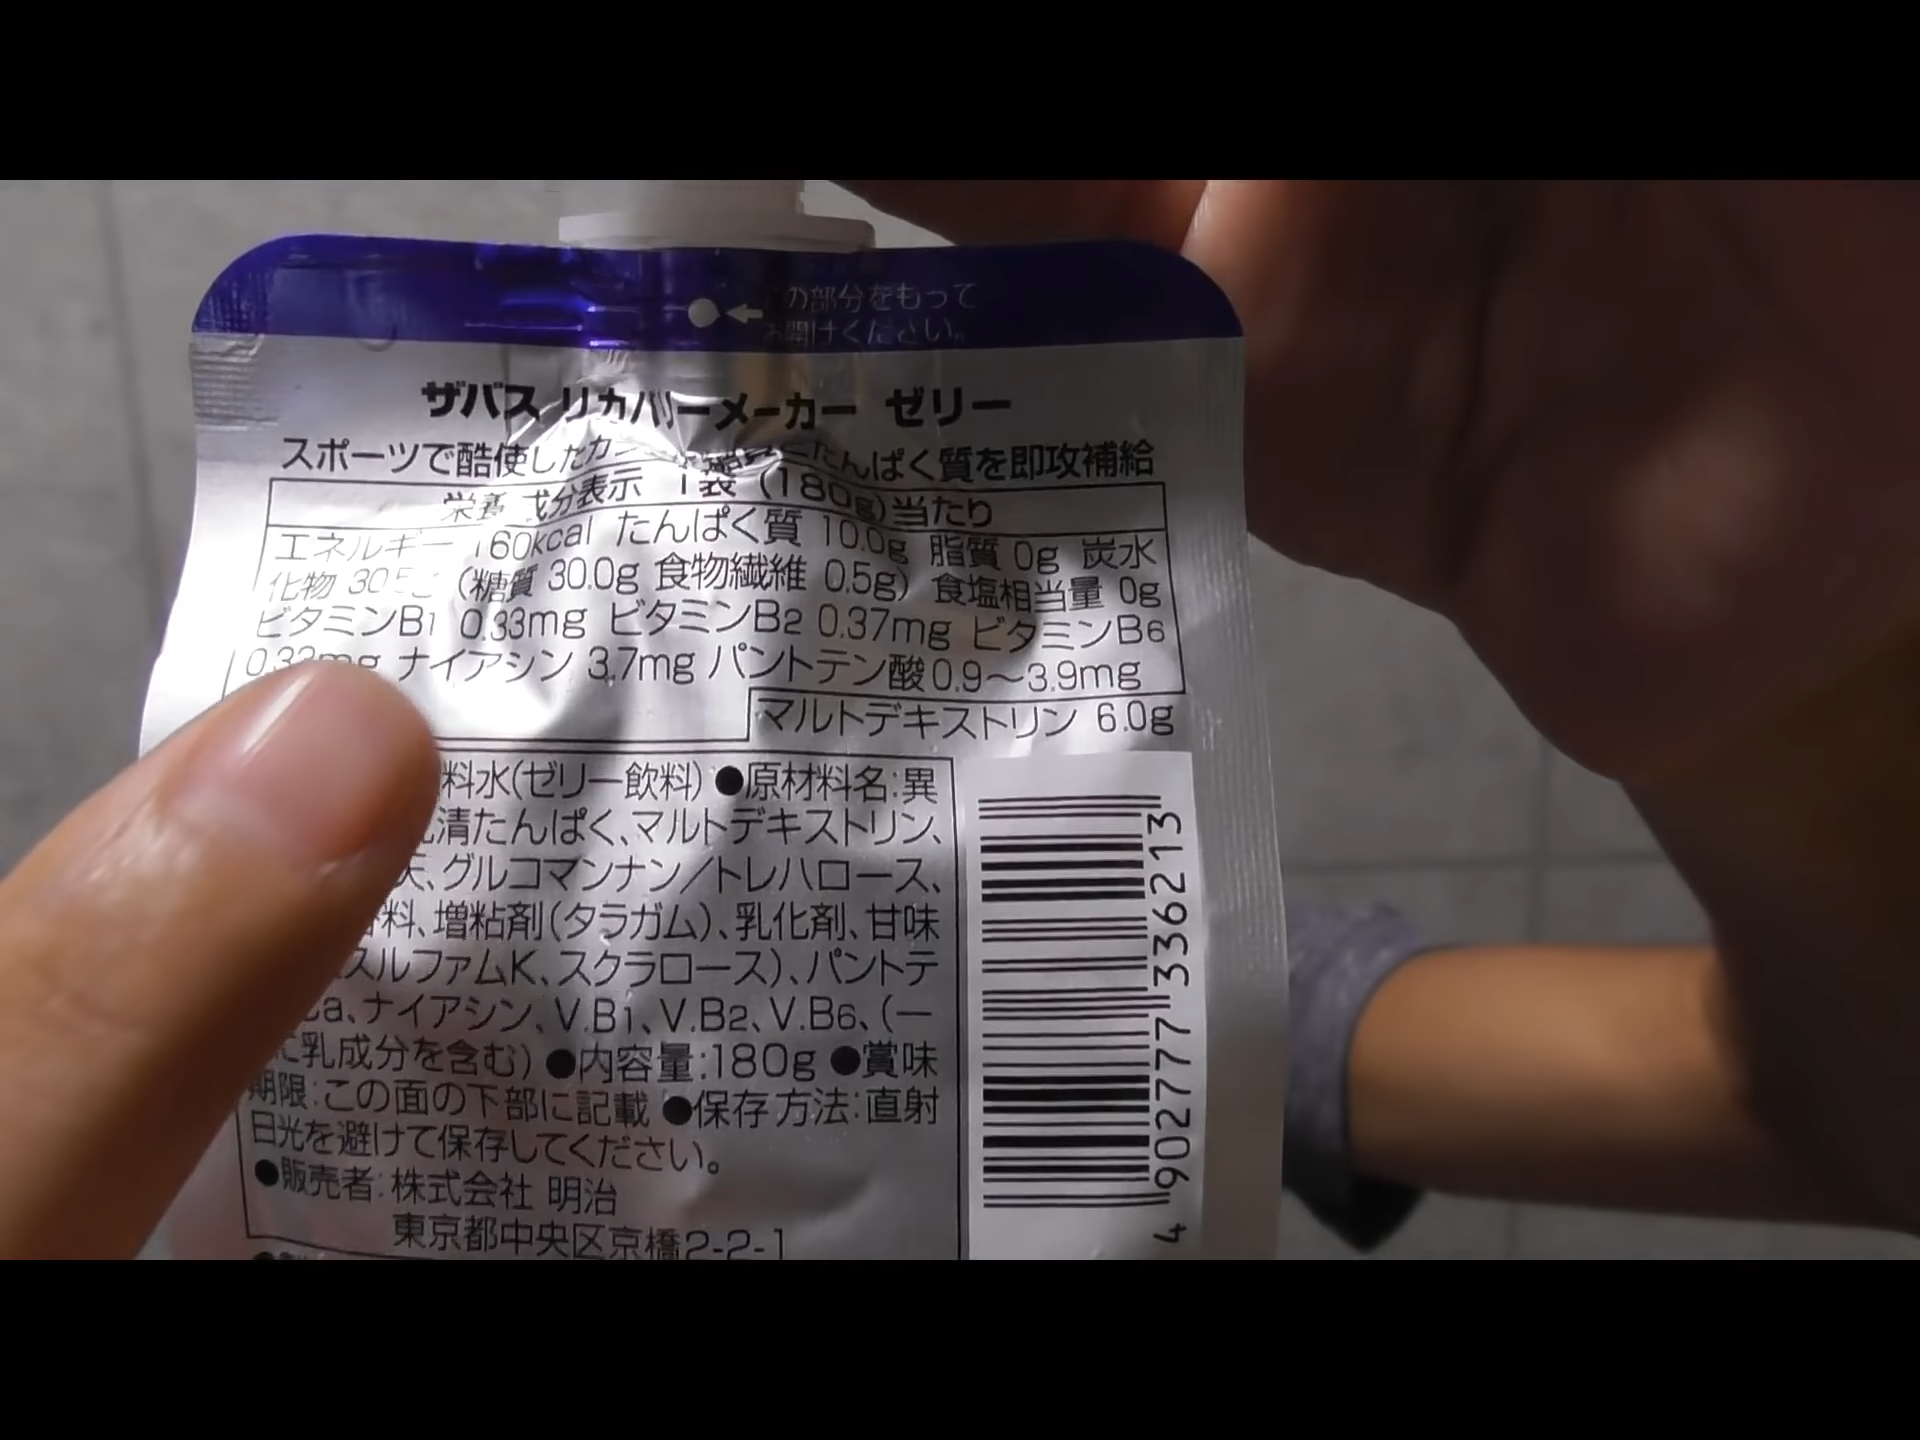 の部分をもって
お開けください。
ザバス リカバリーメーカー ゼリー
スポーツで酷使したカ たんぱく質を即攻補給
栄養 成分表示 1袋 (180g)当たり
エネルギー 160kcal たんぱく質 10.0g 脂質 0g 炭水
化物 30.5g (糖質 30.0g 食物繊維 0.5g) 食塩相当量 0g
ビタミンB1 0.33mg ビタミンB2 0.37mg ビタミンB6
0.33mg ナイアシン 3.7mg パントテン酸 0.9〜3.9mg
マルトデキストリン 6.0g
料水(ゼリー飲料) ●原材料名:異
清たんぱく、マルトデキストリン、
天、グルコマンナン/トレハロース、
料、増粘剤(タラガム)、乳化剤、甘味
スルファムK、スクラロース)、パントテ
a、ナイアシン、V.B1、V.B2、V.B6、(一
に乳成分を含む) ●内容量:180g ●賞味
期限:この面の下部に記載 ●保存方法:直射
日光を避けて保存してください。
●販売者:株式会社 明治
東京都中央区京橋2-2-1
4 902777 336213